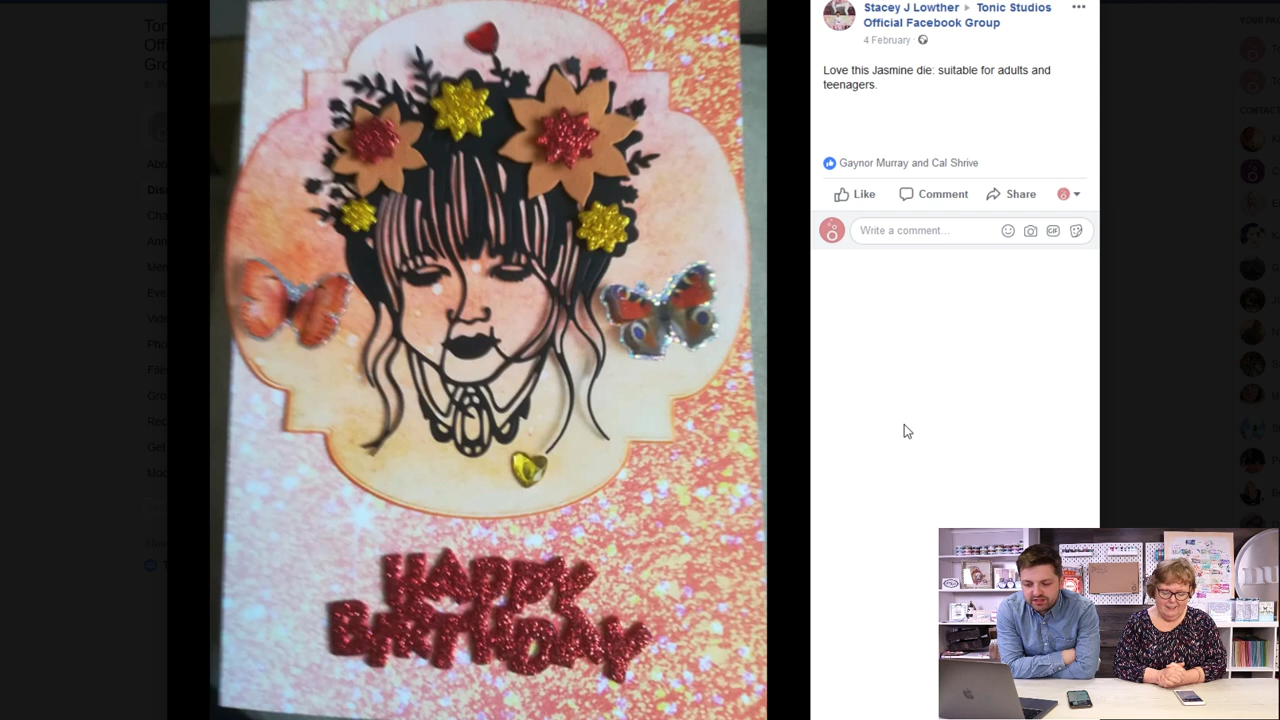 Stacey J Lowther ▸ Tonic Studios
Official Facebook Group
4 February ·
Love this Jasmine die: suitable for adults and
teenagers.
Gaynor Murray and Cal Shrive
Like Comment Share
Write a comment...
GIF
HAPPY
BIRTHDAY